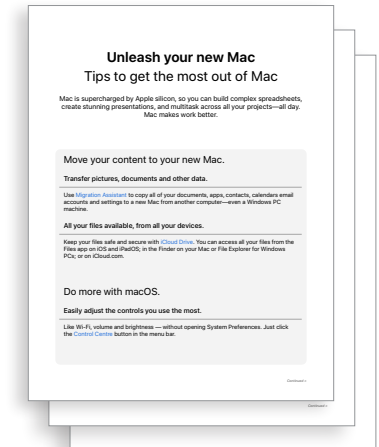 Unleash your new Mac
Tips to get the most out of Mac
Mac is supercharged by Apple silicon, so you can build complex spreadsheets,
create stunning presentations, and multitask across all your projects—all day.
Mac makes work better.
Move your content to your new Mac.
Transfer pictures, documents and other data.
Use Migration Assistant to copy all of your documents, apps, contacts, calendars email
accounts and settings to a new Mac from another computer—even a Windows PC
machine.
All your files available, from all your devices.
Keep your files safe and secure with iCloud Drive. You can access all your files from the
Files app on iOS and iPadOS; in the Finder on your Mac or File Explorer for Windows
PCs; or on iCloud.com.
Do more with macOS.
Easily adjust the controls you use the most.
Like Wi-Fi, volume and brightness — without opening System Preferences. Just click
the Control Centre button in the menu bar.